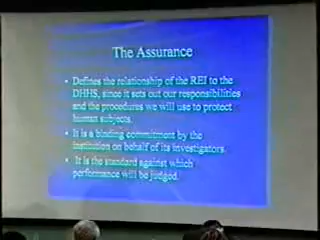 The Assurance
• Defines the relationship of the REI to the
DHHS, since it sets out our responsibilities
and the procedures we will use to protect
human subjects.
• It is a binding commitment by the
institution on behalf of its investigators.
• It is the standard against which
performance will be judged.